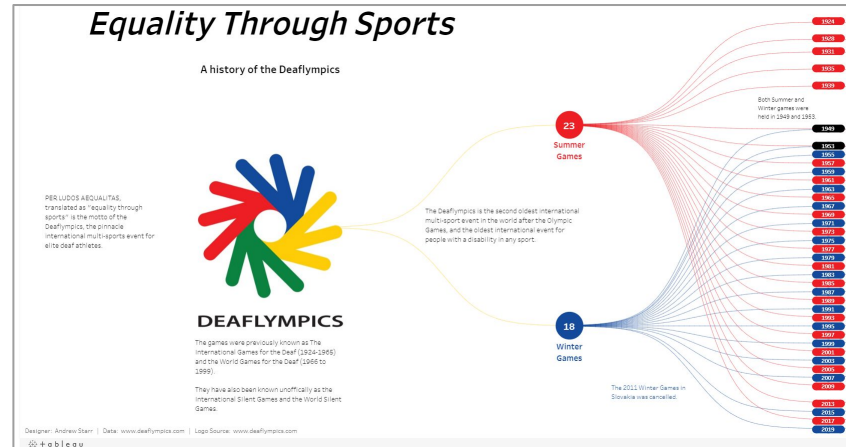 Equality Through Sports
A history of the Deaflympics
PER LUDOS AEQUALITAS,
translated as "equality through
sports" is the motto of the
Deaflympics, the pinnacle
international multi-sports event for
elite deaf athletes.
DEAFLYMPICS
The games were previously known as The
International Games for the Deaf (1924-1965)
and the World Games for the Deaf (1966 to
1999).
They have also been known unoffically as the
International Silent Games and the World Silent
Games.
The Deaflympics is the second oldest international
multi-sport event in the world after the Olympic
Games, and the oldest international event for
people with a disability in any sport.
23
Summer
Games
18
Winter
Games
Both Summer and
Winter games were
held in 1949 and 1953.
The 2011 Winter Games in
Slovakia was cancelled
1924
1928
1931
1935
1939
1949
1953
1955
1957
1959
1961
1963
1965
1967
1969
1971
1973
1975
1977
1979
1981
1983
1985
1987
1989
1991
1993
1995
1997
1999
2001
2003
2005
2007
2009
2013
2015
2017
2019
Designer: Andrew Starr | Data: www.deaflympics.com | Logo Source: www.deaflympics.com
+ a b l e a u